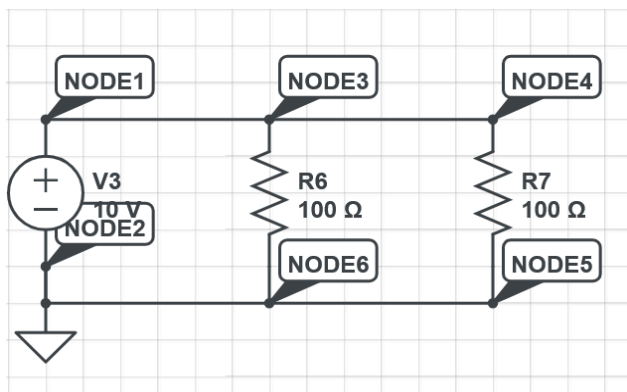 NODE1
NODE3
NODE4
V3
10 V
NODE2
R6
100 Ω
R7
100 Ω
NODE6
NODE5